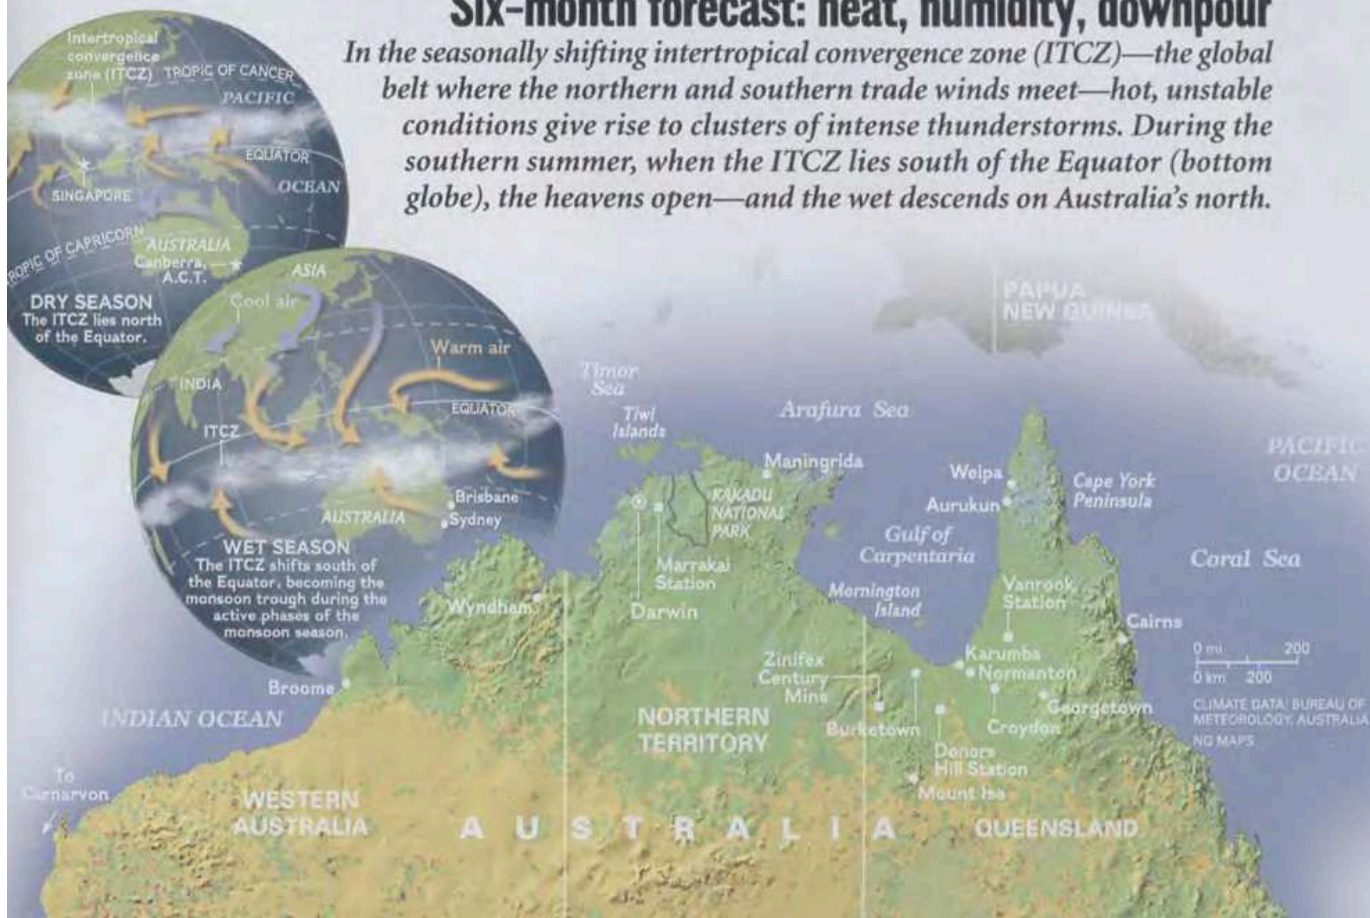 Six-month forecast: heat, humidity, downpour
In the seasonally shifting intertropical convergence zone (ITCZ)—the global
belt where the northern and southern trade winds meet—hot, unstable
conditions give rise to clusters of intense thunderstorms. During the
southern summer, when the ITCZ lies south of the Equator (bottom
globe), the heavens open—and the wet descends on Australia's north.
Intertropical
convergence
zone (ITCZ)
TROPIC OF CANCER
PACIFIC
EQUATOR
OCEAN
SINGAPORE
TROPIC OF CAPRICORN
AUSTRALIA
Canberra,
A.C.T.
DRY SEASON
The ITCZ lies north
of the Equator.
ASIA
Cool air
Warm air
INDIA
EQUATOR
ITCZ
Brisbane
AUSTRALIA
Sydney
WET SEASON
The ITCZ shifts south of
the Equator, becoming the
monsoon trough during the
active phases of the
monsoon season.
PAPUA
NEW GUINEA
Timor
Sea
Tiwi
Islands
Arafura Sea
PACIFIC
OCEAN
Maningrida
Weipa
Aurukun
Cape York
Peninsula
KAKADU
NATIONAL
PARK
Gulf of
Carpentaria
Coral Sea
Marrakai
Station
Darwin
Wyndham
Mornington
Island
Vanrook
Station
Cairns
0 mi 200
0 km 200
CLIMATE DATA: BUREAU OF
METEOROLOGY, AUSTRALIA
NG MAPS
Zinifex
Century
Mine
Karumba
Normanton
Broome
INDIAN OCEAN
NORTHERN
TERRITORY
Burketown
Georgetown
Croydon
Donors
Hill Station
Mount Isa
To
Carnarvon
WESTERN
AUSTRALIA
AUSTRALIA
QUEENSLAND